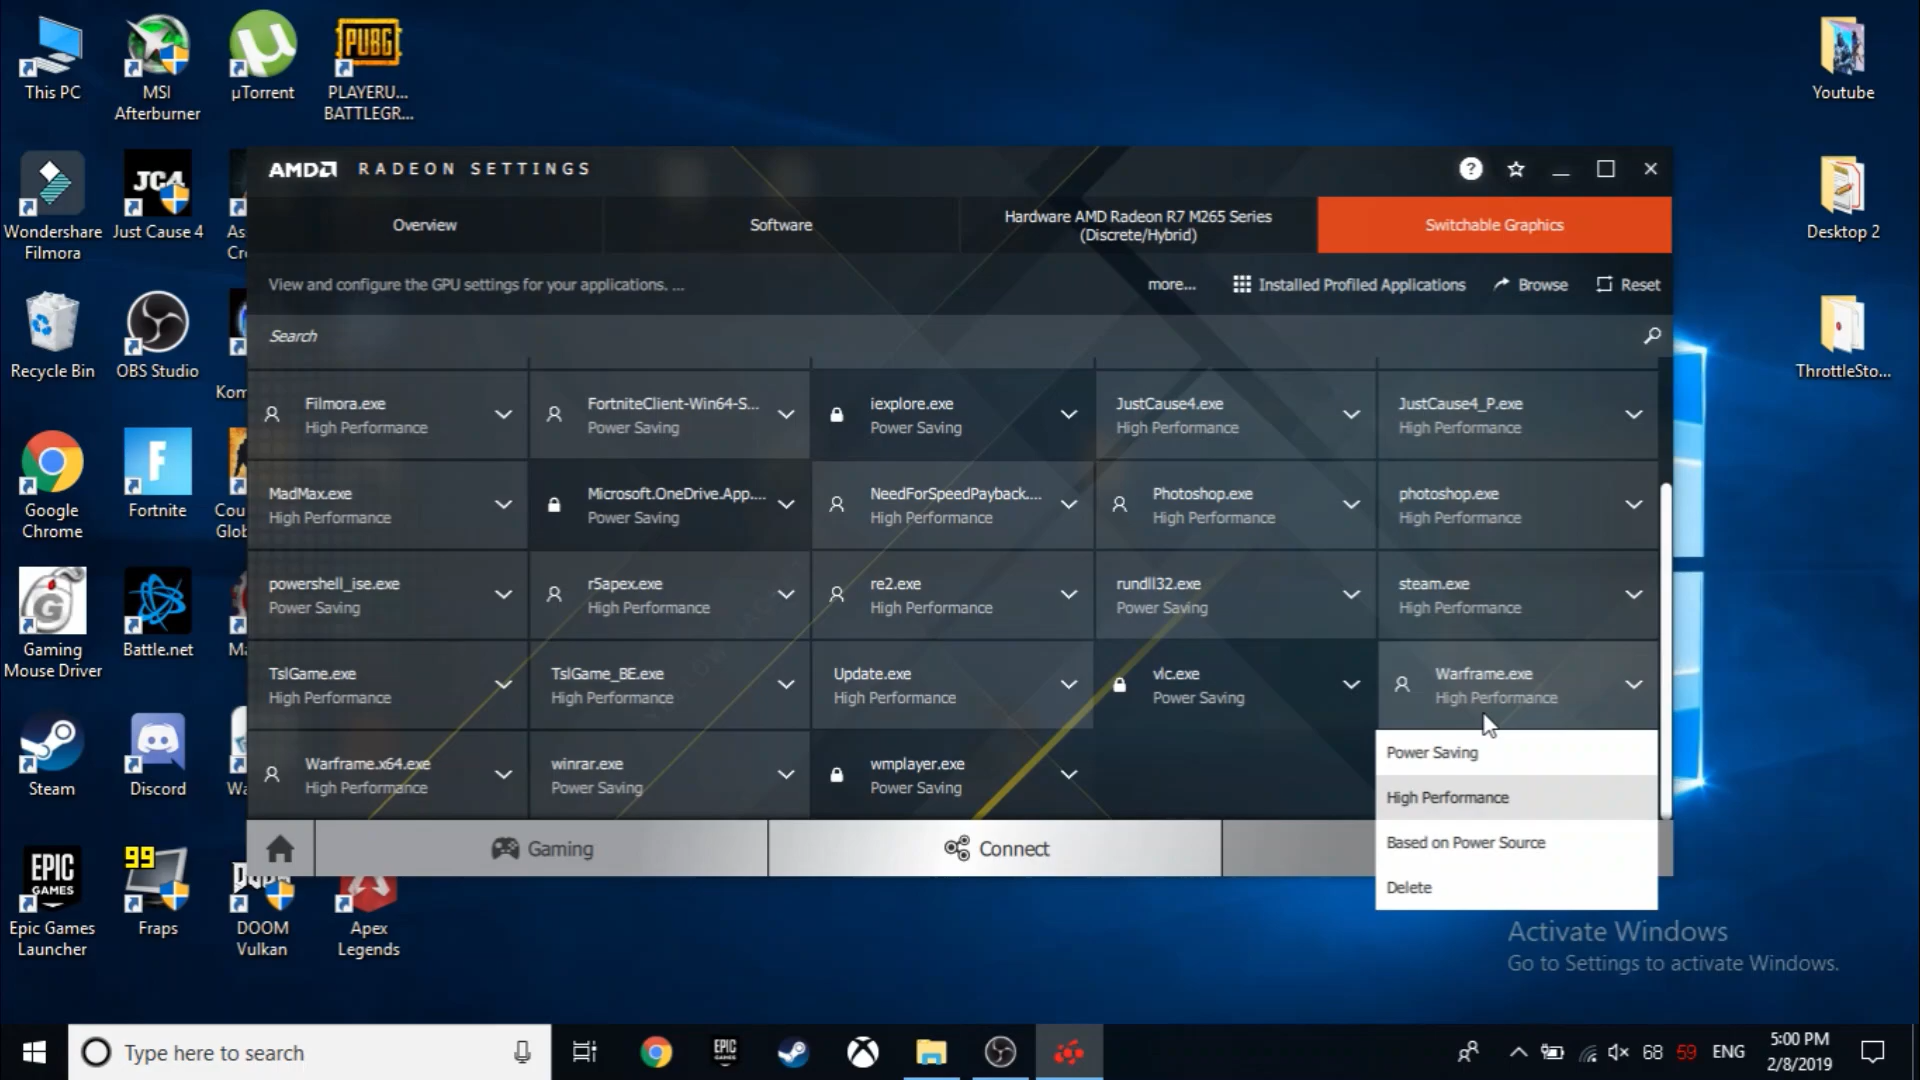 This PC
MSI
Afterburner
µTorrent
PLAYERU...
BATTLEGR...
Youtube
PUBG
AMD RADEON SETTINGS
?
Overview
Software
Hardware AMD Radeon R7 M265 Series
(Discrete/Hybrid)
Switchable Graphics
JC4
Wondershare
Filmora
Just Cause 4
As
Cr
Desktop 2
View and configure the GPU settings for your applications. ...
more...
Installed Profiled Applications
Browse
Reset
Search
Recycle Bin
OBS Studio
Kom
ThrottleSto...
Filmora.exe
High Performance
FortniteClient-Win64-S...
Power Saving
iexplore.exe
Power Saving
JustCause4.exe
High Performance
JustCause4_P.exe
High Performance
Google
Chrome
Fortnite
Cou
Glob
MadMax.exe
High Performance
Microsoft.OneDrive.App....
Power Saving
NeedForSpeedPayback....
High Performance
Photoshop.exe
High Performance
photoshop.exe
High Performance
powershell_ise.exe
Power Saving
r5apex.exe
High Performance
re2.exe
High Performance
rundll32.exe
Power Saving
steam.exe
High Performance
Gaming
Mouse Driver
Battle.net
TslGame.exe
High Performance
TslGame_BE.exe
High Performance
Update.exe
High Performance
vlc.exe
Power Saving
Warframe.exe
High Performance
Steam
Discord
Wa
Warframe.x64.exe
High Performance
winrar.exe
Power Saving
wmplayer.exe
Power Saving
Power Saving
High Performance
Based on Power Source
Delete
Gaming
Connect
EPIC
GAMES
99
Epic Games
Launcher
Fraps
DOOM
Vulkan
Apex
Legends
Activate Windows
Go to Settings to activate Windows.
Type here to search
EPIC
68
59
ENG
5:00 PM
2/8/2019